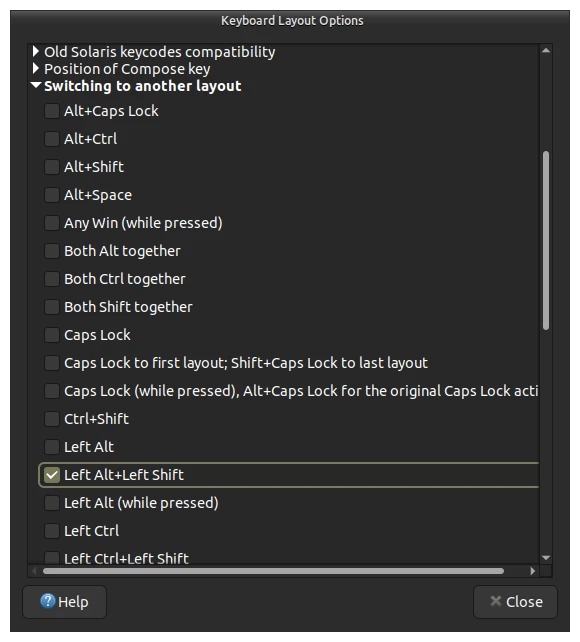 Keyboard Layout Options
Old Solaris keycodes compatibility
Position of Compose key
Switching to another layout
Alt+Caps Lock
Alt+Ctrl
Alt+Shift
Alt+Space
Any Win (while pressed)
Both Alt together
Both Ctrl together
Both Shift together
Caps Lock
Caps Lock to first layout; Shift+Caps Lock to last layout
Caps Lock (while pressed), Alt+Caps Lock for the original Caps Lock acti
Ctrl+Shift
Left Alt
Left Alt+Left Shift
Left Alt (while pressed)
Left Ctrl
Left Ctrl+Left Shift
Help
Close